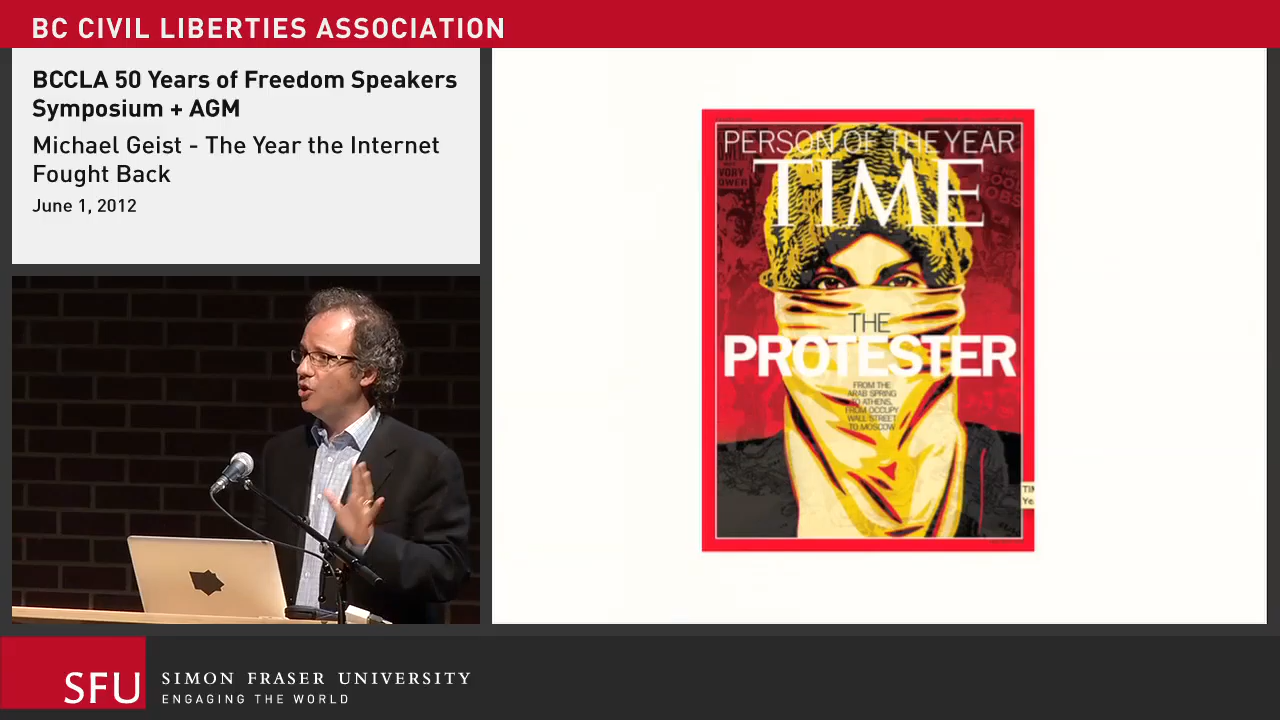 BC CIVIL LIBERTIES ASSOCIATION
BCCLA 50 Years of Freedom Speakers
Symposium + AGM
Michael Geist - The Year the Internet
Fought Back
June 1, 2012
PERSON OF THE YEAR
TIME
THE
PROTESTER
FROM THE
ARAB SPRING
TO ATHENS,
FROM OCCUPY
WALL STREET
TO MOSCOW
SFU
SIMON FRASER UNIVERSITY
ENGAGING THE WORLD